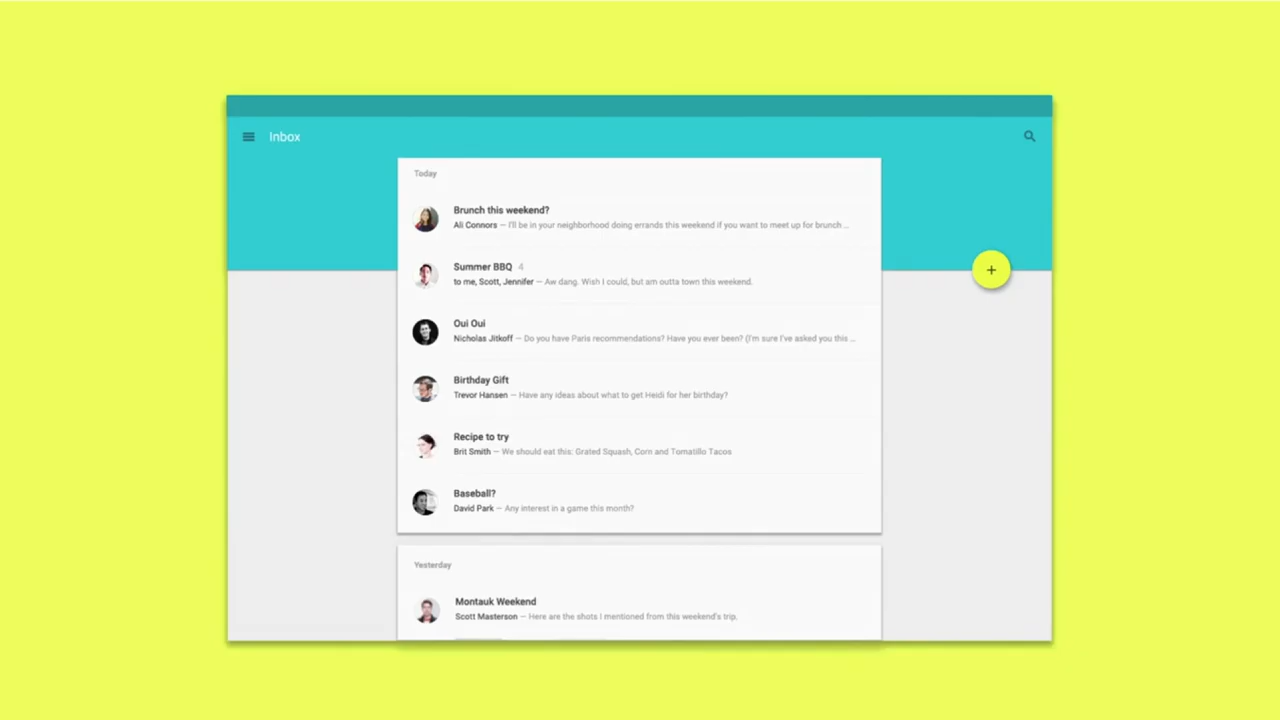 Inbox
Today
Brunch this weekend?
Ali Connors — I'll be in your neighborhood doing errands this weekend if you want to meet up for brunch ...
Summer BBQ 4
to me, Scott, Jennifer — Aw dang. Wish I could, but am outta town this weekend.
Oui Oui
Nicholas Jitkoff — Do you have Paris recommendations? Have you ever been? (I'm sure I've asked you this ...
Birthday Gift
Trevor Hansen — Have any ideas about what to get Heidi for her birthday?
Recipe to try
Brit Smith — We should eat this: Grated Squash, Corn and Tomatillo Tacos
Baseball?
David Park — Any interest in a game this month?
Yesterday
Montauk Weekend
Scott Masterson — Here are the shots I mentioned from this weekend's trip.